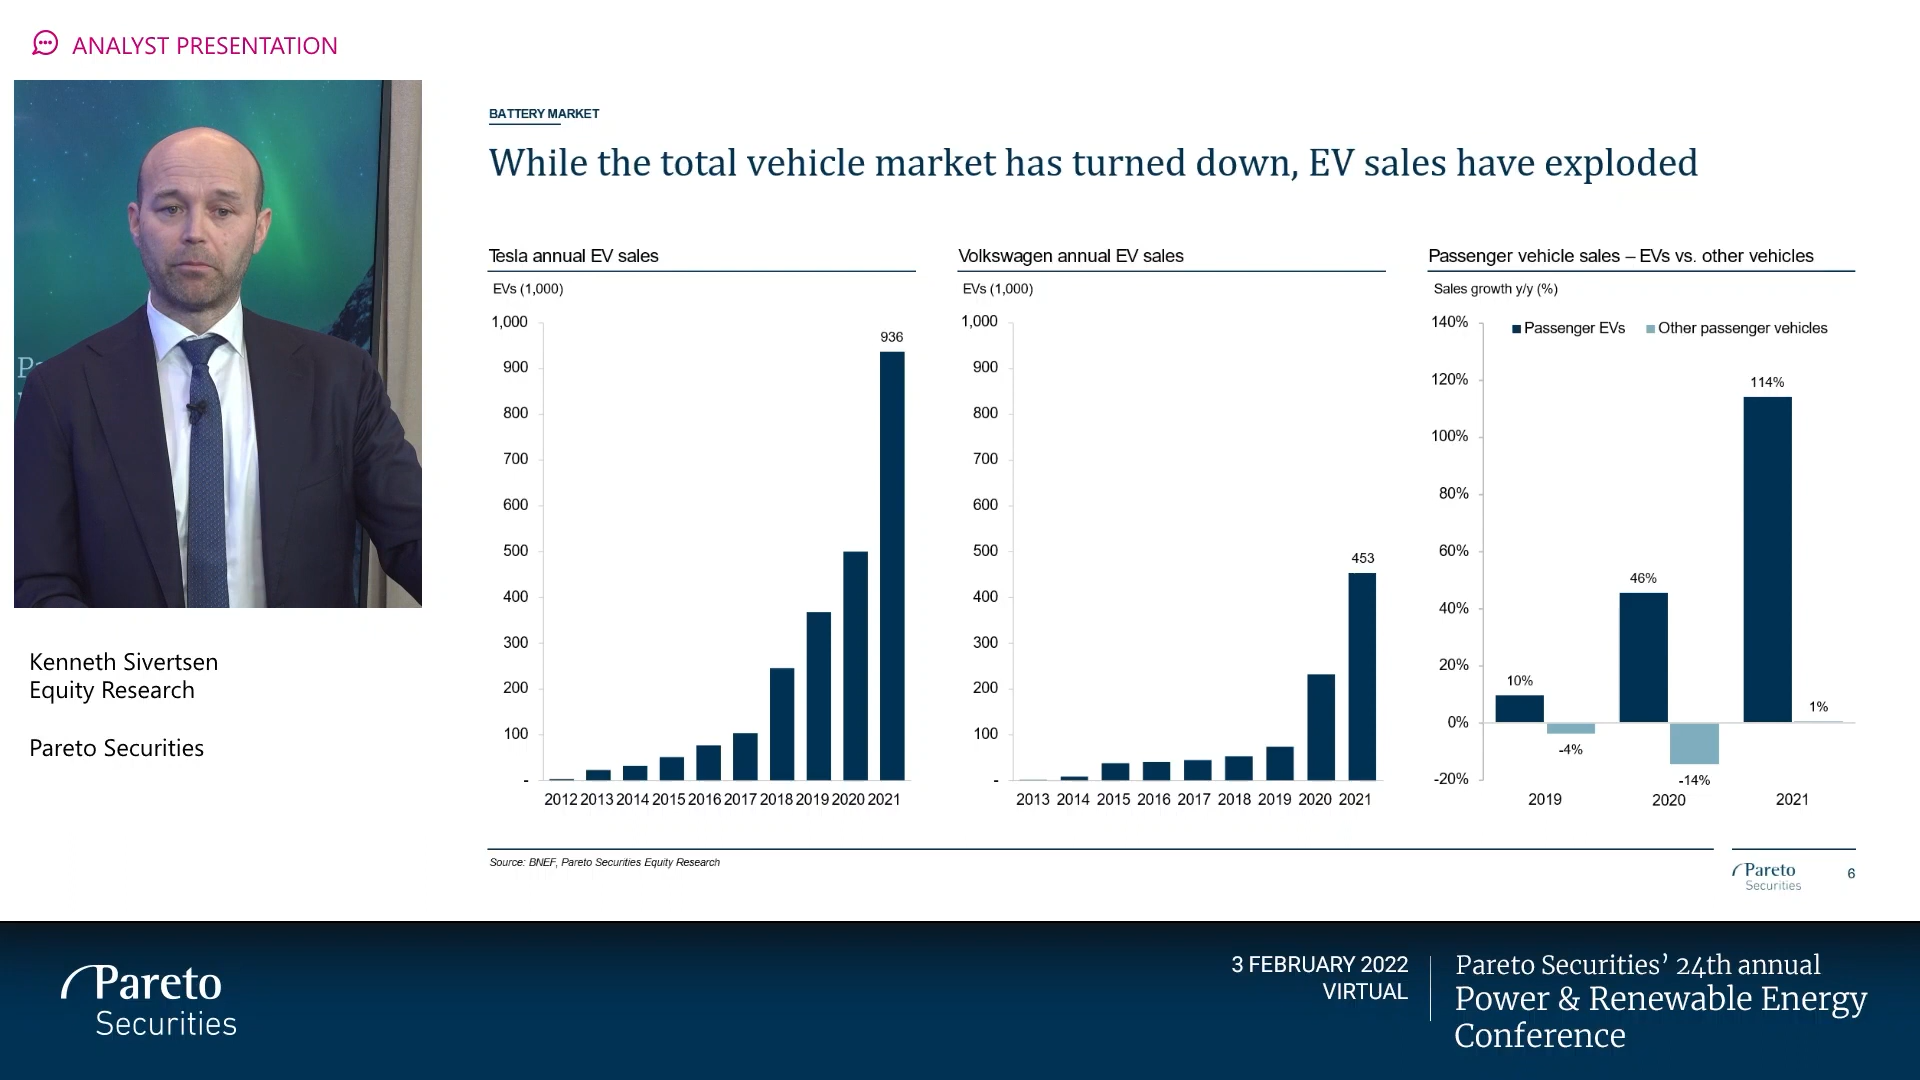 ANALYST PRESENTATION
BATTERY MARKET
While the total vehicle market has turned down, EV sales have exploded
Tesla annual EV sales
EVs (1,000)
1,000
900
800
700
600
500
400
300
200
100
-
936
2012 2013 2014 2015 2016 2017 2018 2019 2020 2021
Volkswagen annual EV sales
EVs (1,000)
1,000
900
800
700
600
500
400
300
200
100
-
453
2013 2014 2015 2016 2017 2018 2019 2020 2021
Passenger vehicle sales – EVs vs. other vehicles
Sales growth y/y (%)
Passenger EVs Other passenger vehicles
140%
120%
100%
80%
60%
40%
20%
0%
-20%
10%
-4%
46%
-14%
114%
1%
2019 2020 2021
Source: BNEF, Pareto Securities Equity Research
Pareto
Securities
6
Kenneth Sivertsen
Equity Research
Pareto Securities
Pareto
Securities
3 FEBRUARY 2022
VIRTUAL
Pareto Securities’ 24th annual
Power & Renewable Energy
Conference